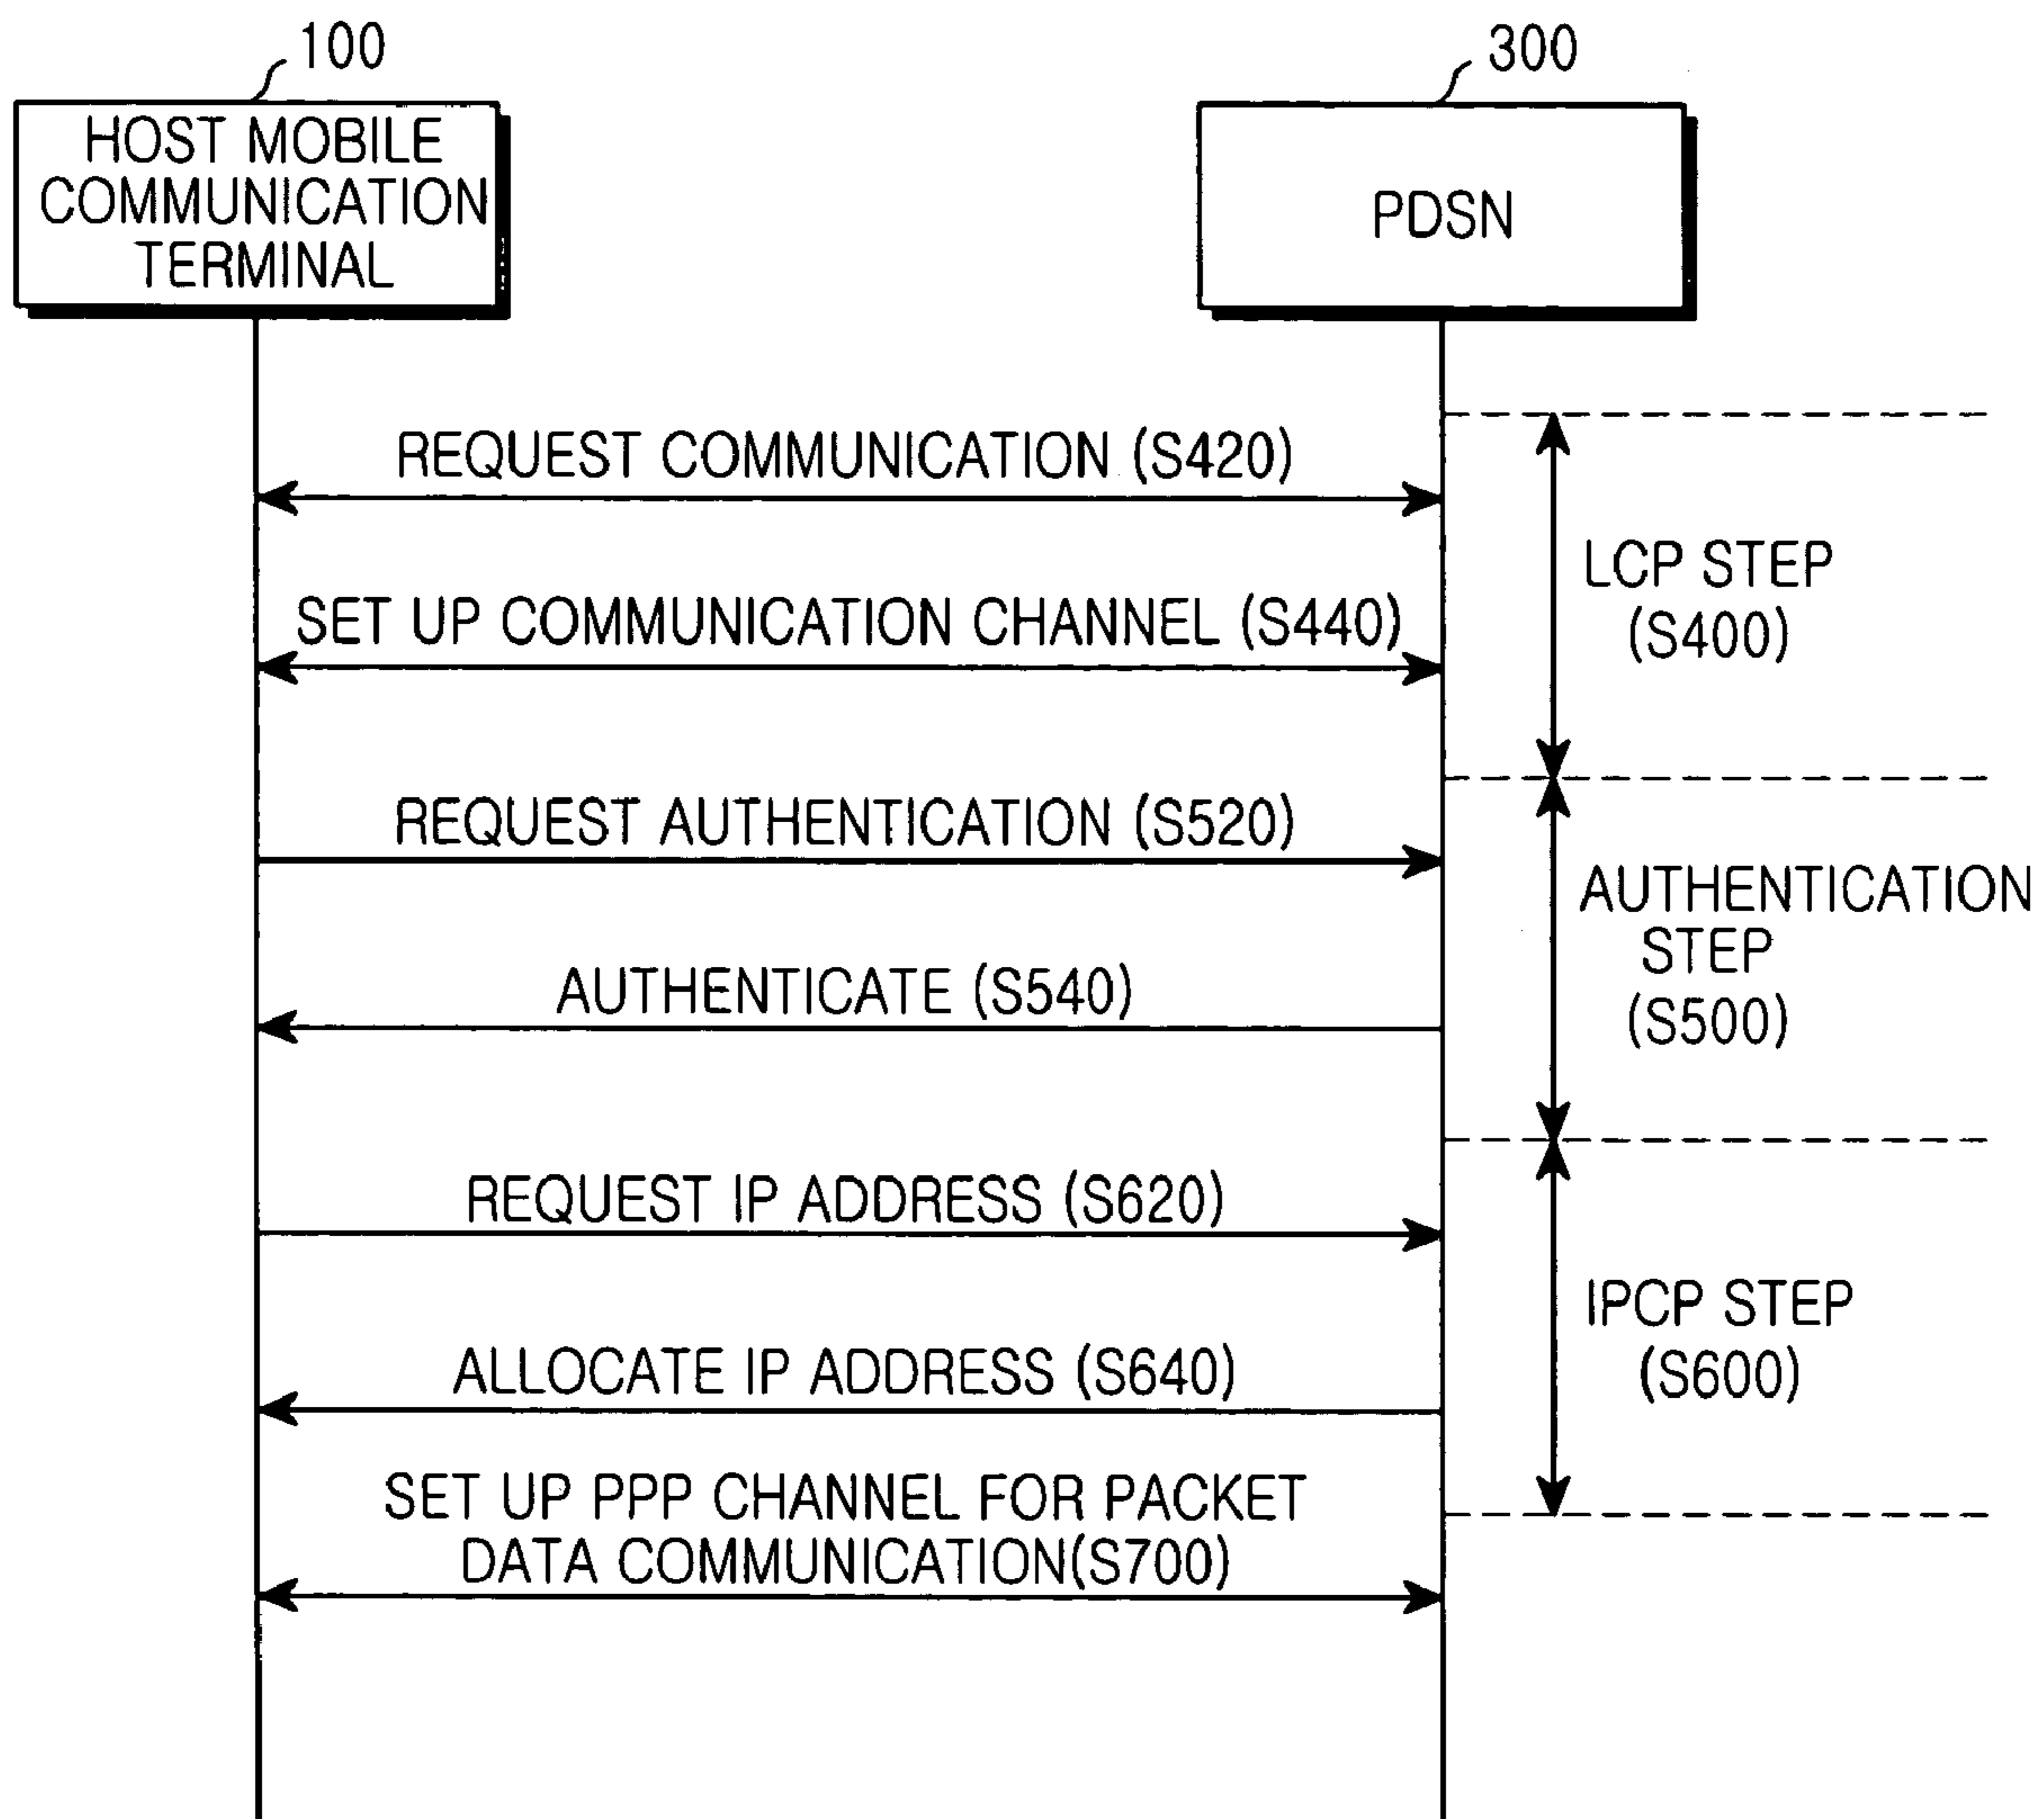 100
300
HOST MOBILE
COMMUNICATION
TERMINAL
PDSN
REQUEST COMMUNICATION (S420)
LCP STEP
(S400)
SET UP COMMUNICATION CHANNEL (S440)
REQUEST AUTHENTICATION (S520)
AUTHENTICATION
STEP
(S500)
AUTHENTICATE (S540)
REQUEST IP ADDRESS (S620)
IPCP STEP
(S600)
ALLOCATE IP ADDRESS (S640)
SET UP PPP CHANNEL FOR PACKET
DATA COMMUNICATION(S700)